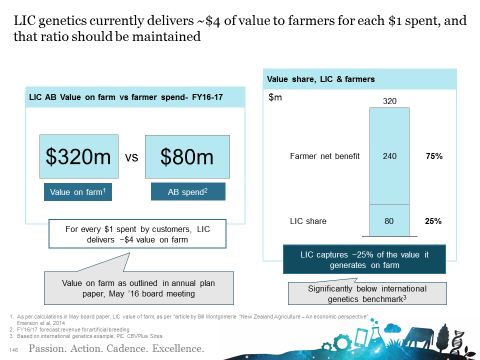 LIC genetics currently delivers ~$4 of value to farmers for each $1 spent, and
that ratio should be maintained
LIC AB Value on farm vs farmer spend- FY16-17
$320m
vs
$80m
Value on farm1
AB spend2
For every $1 spent by customers, LIC
delivers ~$4 value on farm
Value on farm as outlined in annual plan
paper, May '16 board meeting
Value share, LIC & farmers
$m
320
Farmer net benefit
240
75%
LIC share
80
25%
LIC captures ~25% of the value it
generates on farm
Significantly below international
genetics benchmark3
1. As per calculations in May board paper, LIC value of farm, as per "article by Bill Montgomerie "New Zealand Agriculture – An economic perspective"
Emerson et al, 2014
2. FY16/17 forecast revenue for artificial breeding
3. Based on international genetics example, PIC, CBV Plus Sires
148
Passion. Action. Cadence. Excellence.